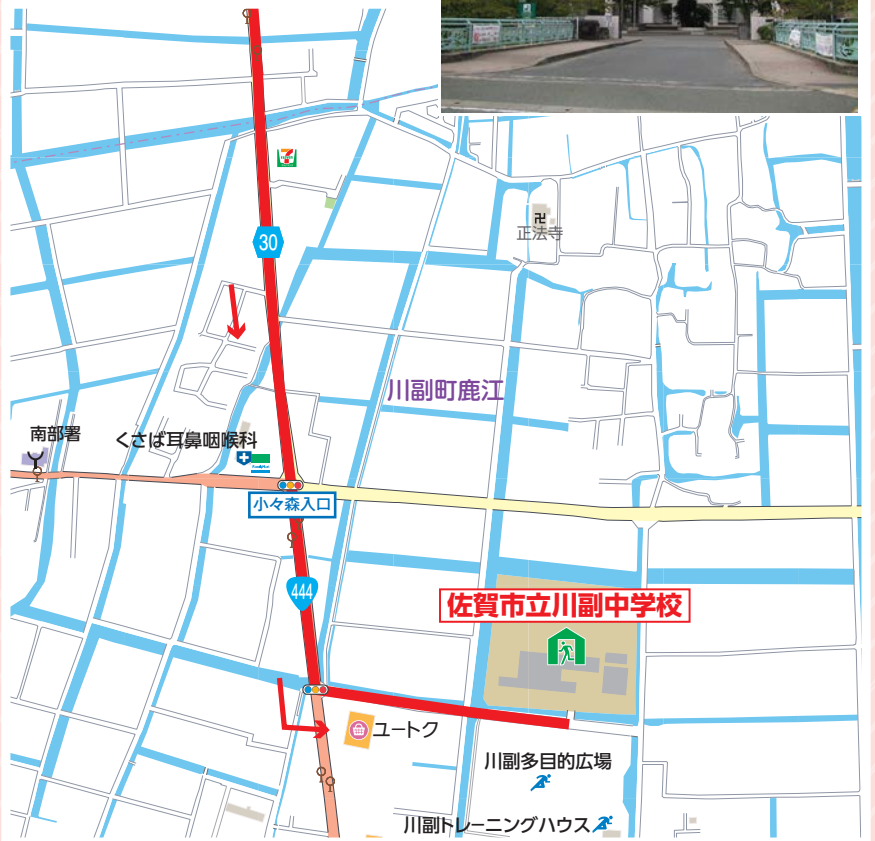 30
正法寺
川副町鹿江
南部署
くさば耳鼻咽喉科
FamilyMart
小々森入口
444
佐賀市立川副中学校
ユートク
川副多目的広場
川副トレーニングハウス